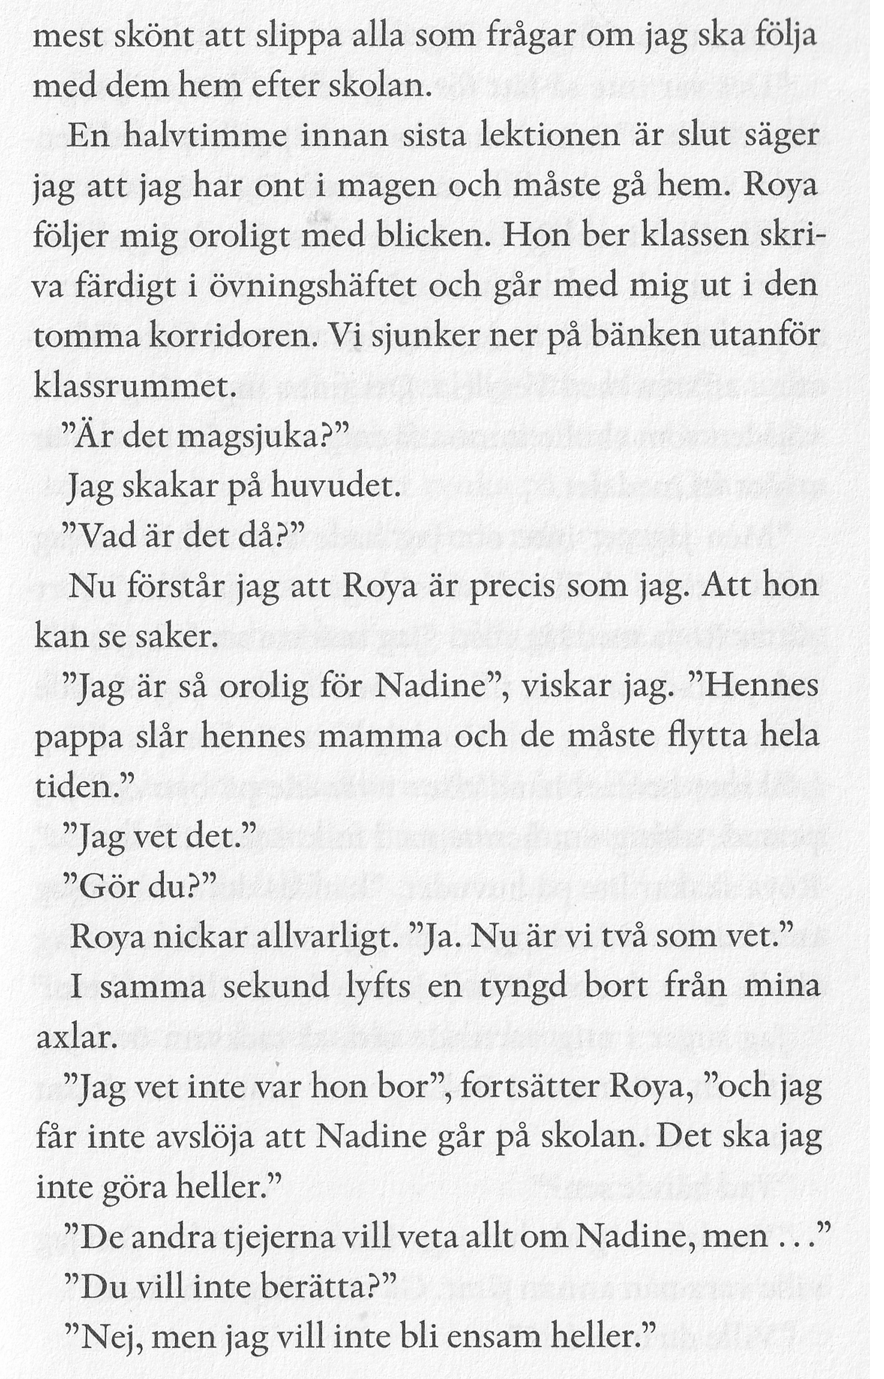 mest skönt att slippa alla som frågar om jag ska följa
med dem hem efter skolan.
En halvtimme innan sista lektionen är slut säger
jag att jag har ont i magen och måste gå hem. Roya
följer mig oroligt med blicken. Hon ber klassen skri-
va färdigt i övningshäftet och går med mig ut i den
tomma korridoren. Vi sjunker ner på bänken utanför
klassrummet.
”Är det magsjuka?”
Jag skakar på huvudet.
”Vad är det då?”
Nu förstår jag att Roya är precis som jag. Att hon
kan se saker.
”Jag är så orolig för Nadine”, viskar jag. ”Hennes
pappa slår hennes mamma och de måste flytta hela
tiden.”
”Jag vet det.”
”Gör du?”
Roya nickar allvarligt. ”Ja. Nu är vi två som vet.”
I samma sekund lyfts en tyngd bort från mina
axlar.
”Jag vet inte var hon bor”, fortsätter Roya, ”och jag
får inte avslöja att Nadine går på skolan. Det ska jag
inte göra heller.”
”De andra tjejerna vill veta allt om Nadine, men ...”
”Du vill inte berätta?”
”Nej, men jag vill inte bli ensam heller.”